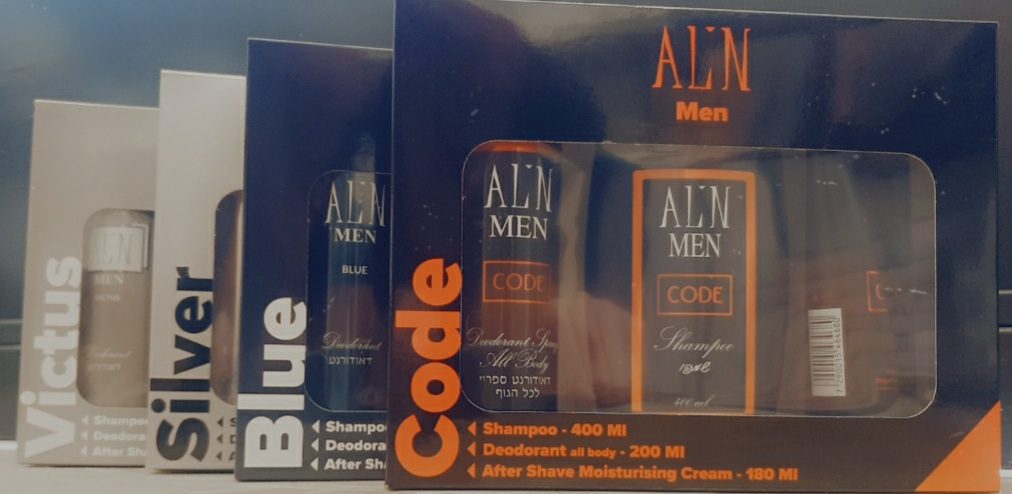 Victus
MEN
Shampo
Deodora
After Sh
Silver
Blue
AL'N
MEN
BLUE
Deodorant
דאודורנט
Shampo
Deodora
After Sh
Code
AL'N
Men
AL'N
MEN
CODE
Deodorant Spray
All Body
דאודורנט ספריי
לכל הגוף
AL'N
MEN
CODE
Shampoo
שמפו
400 ml
Shampoo - 400 Ml
Deodorant all body - 200 Ml
After Shave Moisturising Cream - 180 Ml